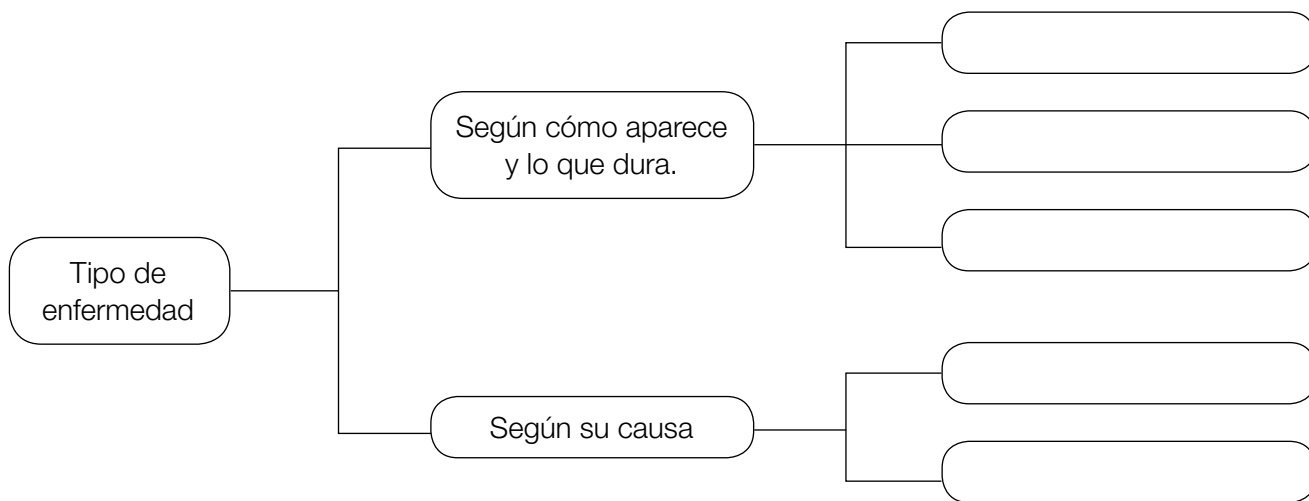 Según cómo aparece
y lo que dura.
Tipo de
enfermedad
Según su causa